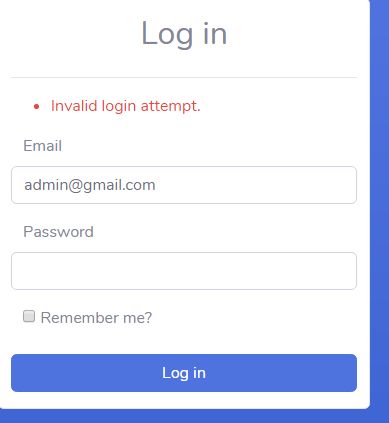 Log in
Invalid login attempt.
Email
admin@gmail.com
Password
Remember me?
Log in